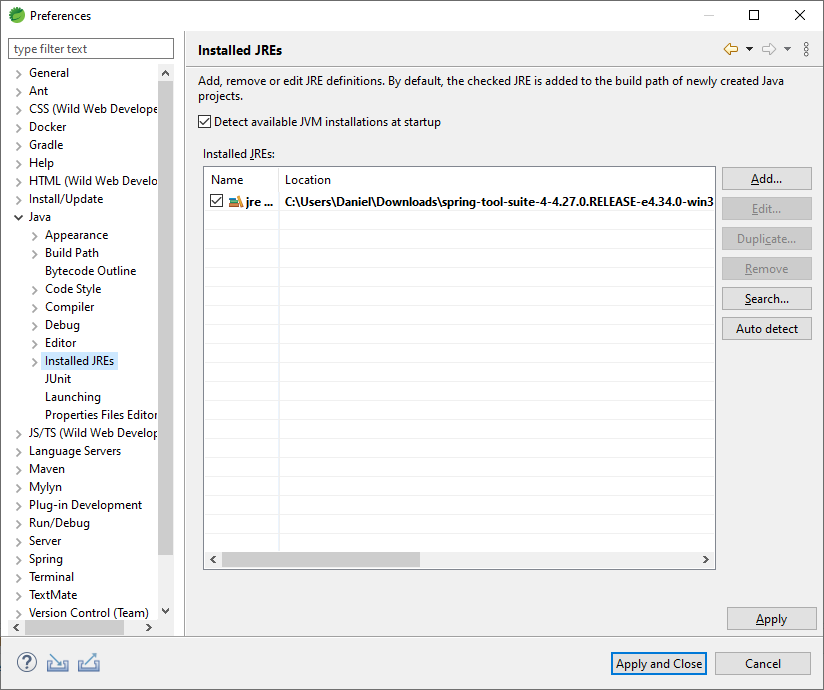 Preferences
type filter text
General
Ant
CSS (Wild Web Develope
Docker
Gradle
Help
HTML (Wild Web Develo
Install/Update
Java
Appearance
Build Path
Bytecode Outline
Code Style
Compiler
Debug
Editor
Installed JREs
JUnit
Launching
Properties Files Editor
JS/TS (Wild Web Develop
Language Servers
Maven
Mylyn
Plug-in Development
Run/Debug
Server
Spring
Terminal
TextMate
Version Control (Team)
Installed JREs
Add, remove or edit JRE definitions. By default, the checked JRE is added to the build path of newly created Java
projects.
Detect available JVM installations at startup
Installed JREs:
Name Location
jre ... C:\Users\Daniel\Downloads\spring-tool-suite-4-4.27.0.RELEASE-e4.34.0-win3
Add...
Edit...
Duplicate...
Remove
Search...
Auto detect
Apply
? Apply and Close Cancel